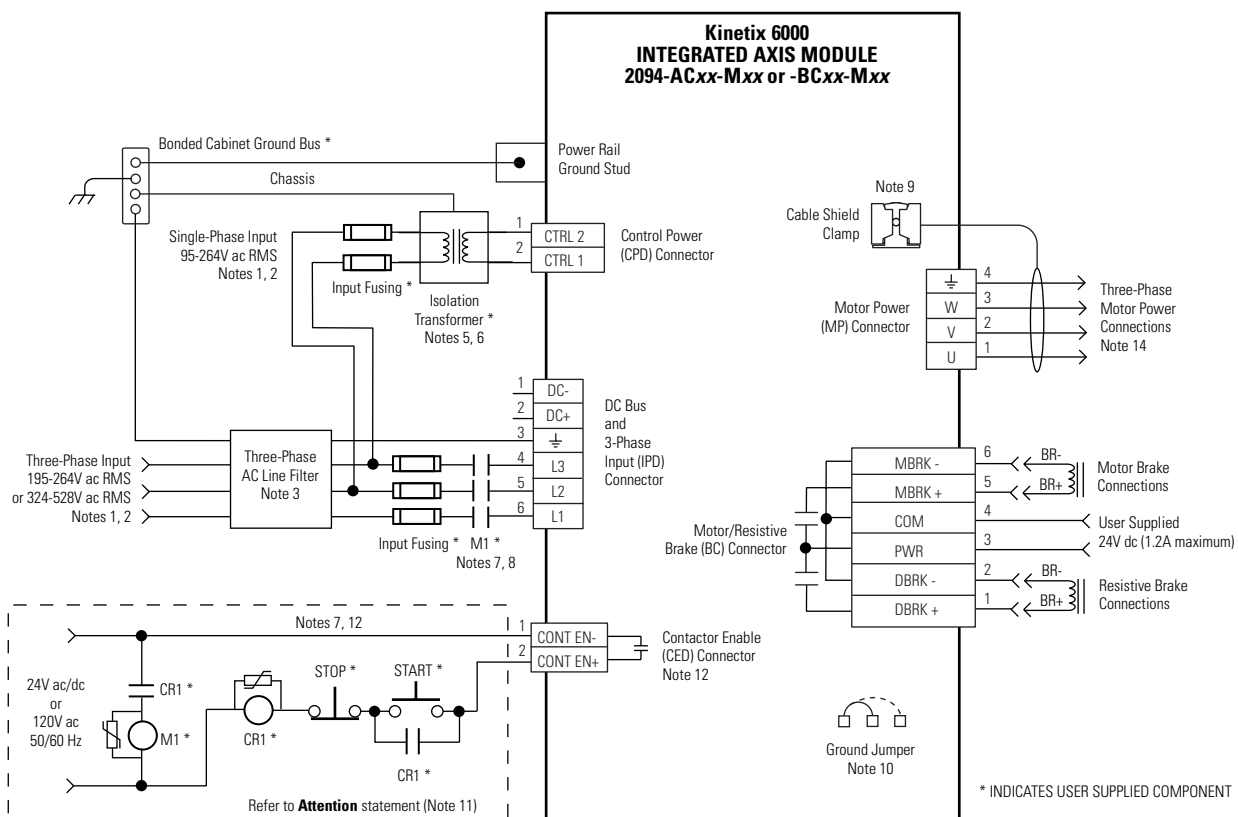 Kinetix 6000
INTEGRATED AXIS MODULE
2094-ACxx-Mxx or -BCxx-Mxx
Bonded Cabinet Ground Bus *
Chassis
Power Rail
Ground Stud
Single-Phase Input
95-264V ac RMS
Notes 1, 2
Input Fusing *
Isolation
Transformer *
Notes 5, 6
1
CTRL 2
2
CTRL 1
Control Power
(CPD) Connector
Note 9
Cable Shield
Clamp
Motor Power
(MP) Connector
4
W
3
V
2
U
1
Three-Phase
Motor Power
Connections
Note 14
1
DC-
2
DC+
3
4
L3
5
L2
6
L1
DC Bus
and
3-Phase
Input (IPD)
Connector
Three-Phase Input
195-264V ac RMS
or 324-528V ac RMS
Notes 1, 2
Three-Phase
AC Line Filter
Note 3
Input Fusing *
M1 *
Notes 7, 8
Motor/Resistive
Brake (BC) Connector
MBRK -
6
BR-
MBRK +
5
BR+
COM
4
PWR
3
DBRK -
2
BR-
DBRK +
1
BR+
Motor Brake
Connections
User Supplied
24V dc (1.2A maximum)
Resistive Brake
Connections
Notes 7, 12
1
CONT EN-
2
CONT EN+
Contactor Enable
(CED) Connector
Note 12
24V ac/dc
or
120V ac
50/60 Hz
CR1 *
M1 *
CR1 *
STOP *
START *
CR1 *
Refer to Attention statement (Note 11)
Ground Jumper
Note 10
* INDICATES USER SUPPLIED COMPONENT